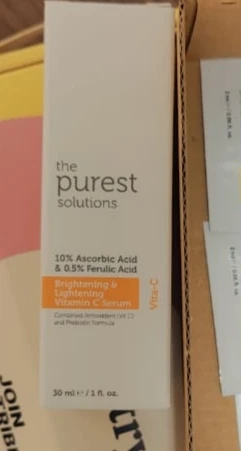 the
purest
solutions
10% Ascorbic Acid
& 0.5% Ferulic Acid
Brightening &
Lightening
Vitamin C Serum
Vita-C
Combined Antioxidant (Vit C)
and Prebiotic Formula
30 ml ℮ / 1 fl. oz.
JOIN
TRIBE